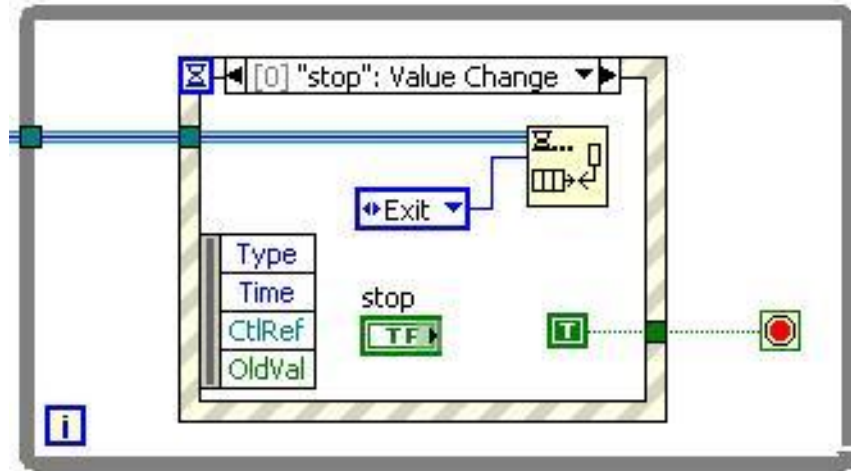 [0] "stop": Value Change
Exit
Type
Time
CtlRef
OldVal
stop
TF
T
i